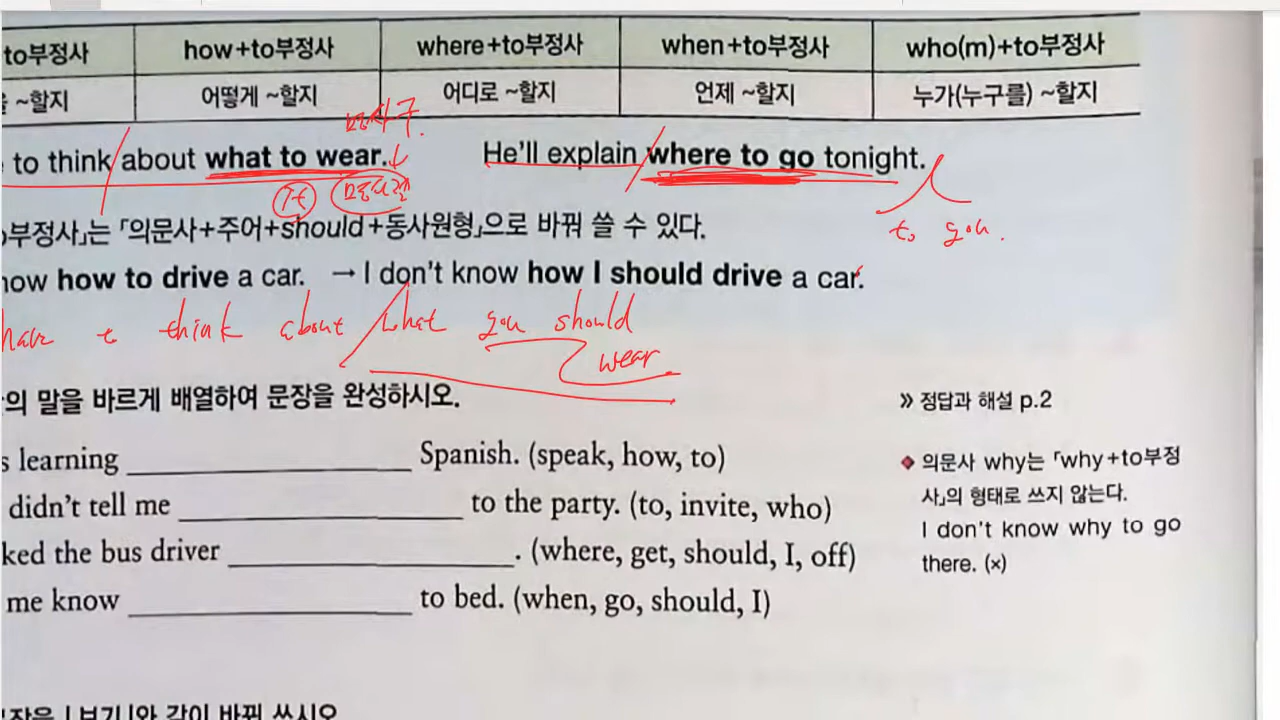 to부정사 how+to부정사 where+to부정사 when+to부정사 who(m)+to부정사
~할지 어떻게 ~할지 어디로 ~할지 언제 ~할지 누가(누구를) ~할지
명사구
to think about what to wear. He'll explain where to go tonight.
명사절
부정사」는 「의문사+주어+should+동사원형」으로 바꿔 쓸 수 있다.
to you.
how to drive a car. → I don't know how I should drive a car.
have to think about what you should
wear
말을 바르게 배열하여 문장을 완성하시오.
» 정답과 해설 p.2
learning Spanish. (speak, how, to)
의문사 why는 「why+to부정
didn't tell me to the party. (to, invite, who)
사」의 형태로 쓰지 않는다.
I don't know why to go
the bus driver . (where, get, should, I, off)
there. (×)
me know to bed. (when, go, should, I)